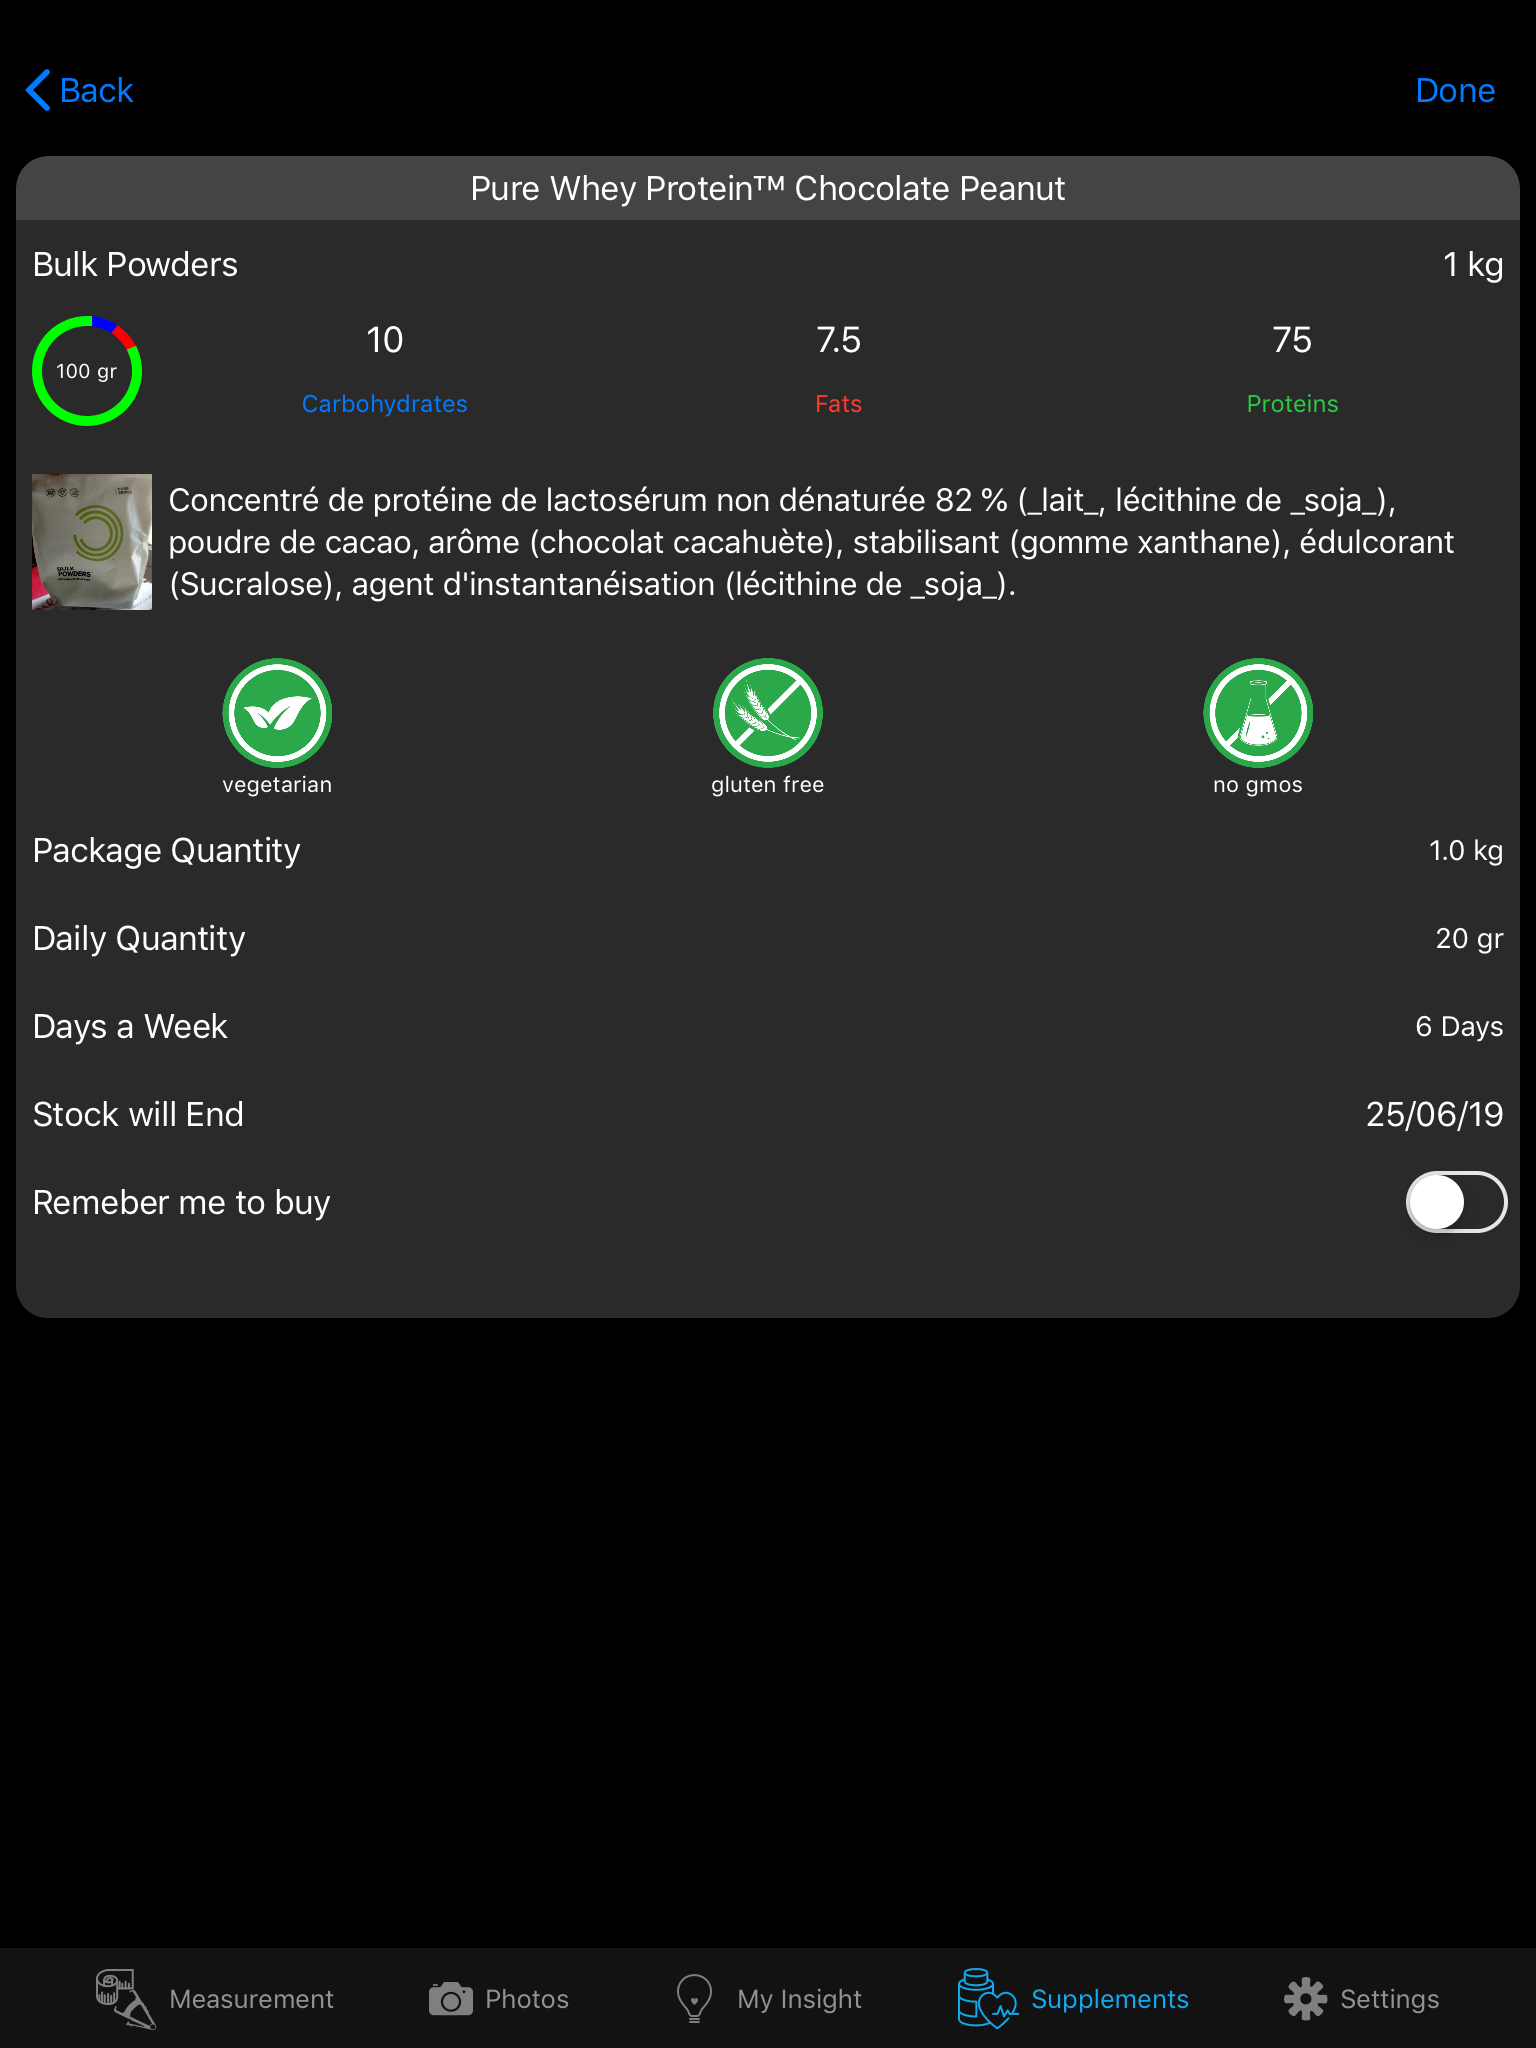 Back
Done
Pure Whey Protein™ Chocolate Peanut
Bulk Powders
1 kg
100 gr
10
7.5
75
Carbohydrates
Fats
Proteins
BULK
POWDERS
Concentré de protéine de lactosérum non dénaturée 82 % (_lait_, lécithine de _soja_),
poudre de cacao, arôme (chocolat cacahuète), stabilisant (gomme xanthane), édulcorant
(Sucralose), agent d'instantanéisation (lécithine de _soja_).
vegetarian
gluten free
no gmos
Package Quantity
1.0 kg
Daily Quantity
20 gr
Days a Week
6 Days
Stock will End
25/06/19
Remeber me to buy
Measurement
Photos
My Insight
Supplements
Settings